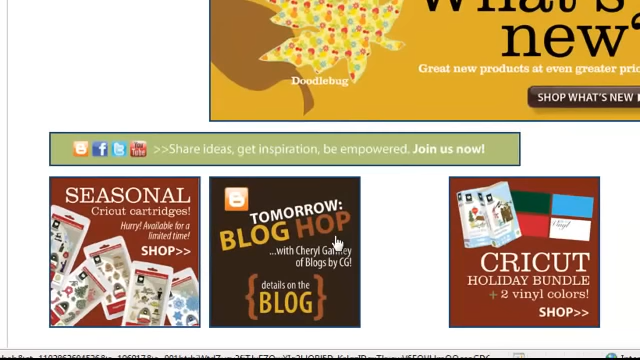 What's
new?
Great new products at even greater
Doodlebug
SHOP WHAT'S NEW
>>Share ideas, get inspiration, be empowered. Join us now!
SEASONAL
Cricut cartridges!
Hurry! Available for a
limited time!
SHOP>>
TOMORROW:
BLOG HOP
...with Cheryl
of Blogs by CG!
{details on the
BLOG}
CRICUT
HOLIDAY BUNDLE
+ 2 vinyl colors!
SHOP>>